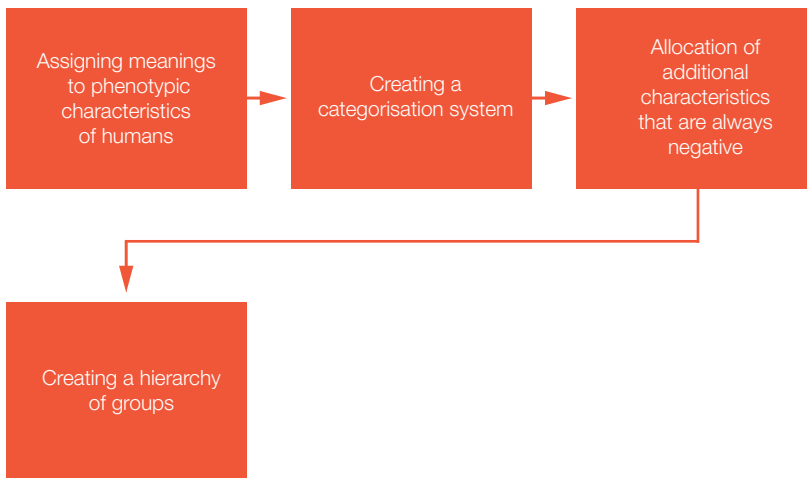 Assigning meanings
to phenotypic
characteristics
of humans
Creating a
categorisation system
Allocation of
additional
characteristics
that are always
negative
Creating a hierarchy
of groups